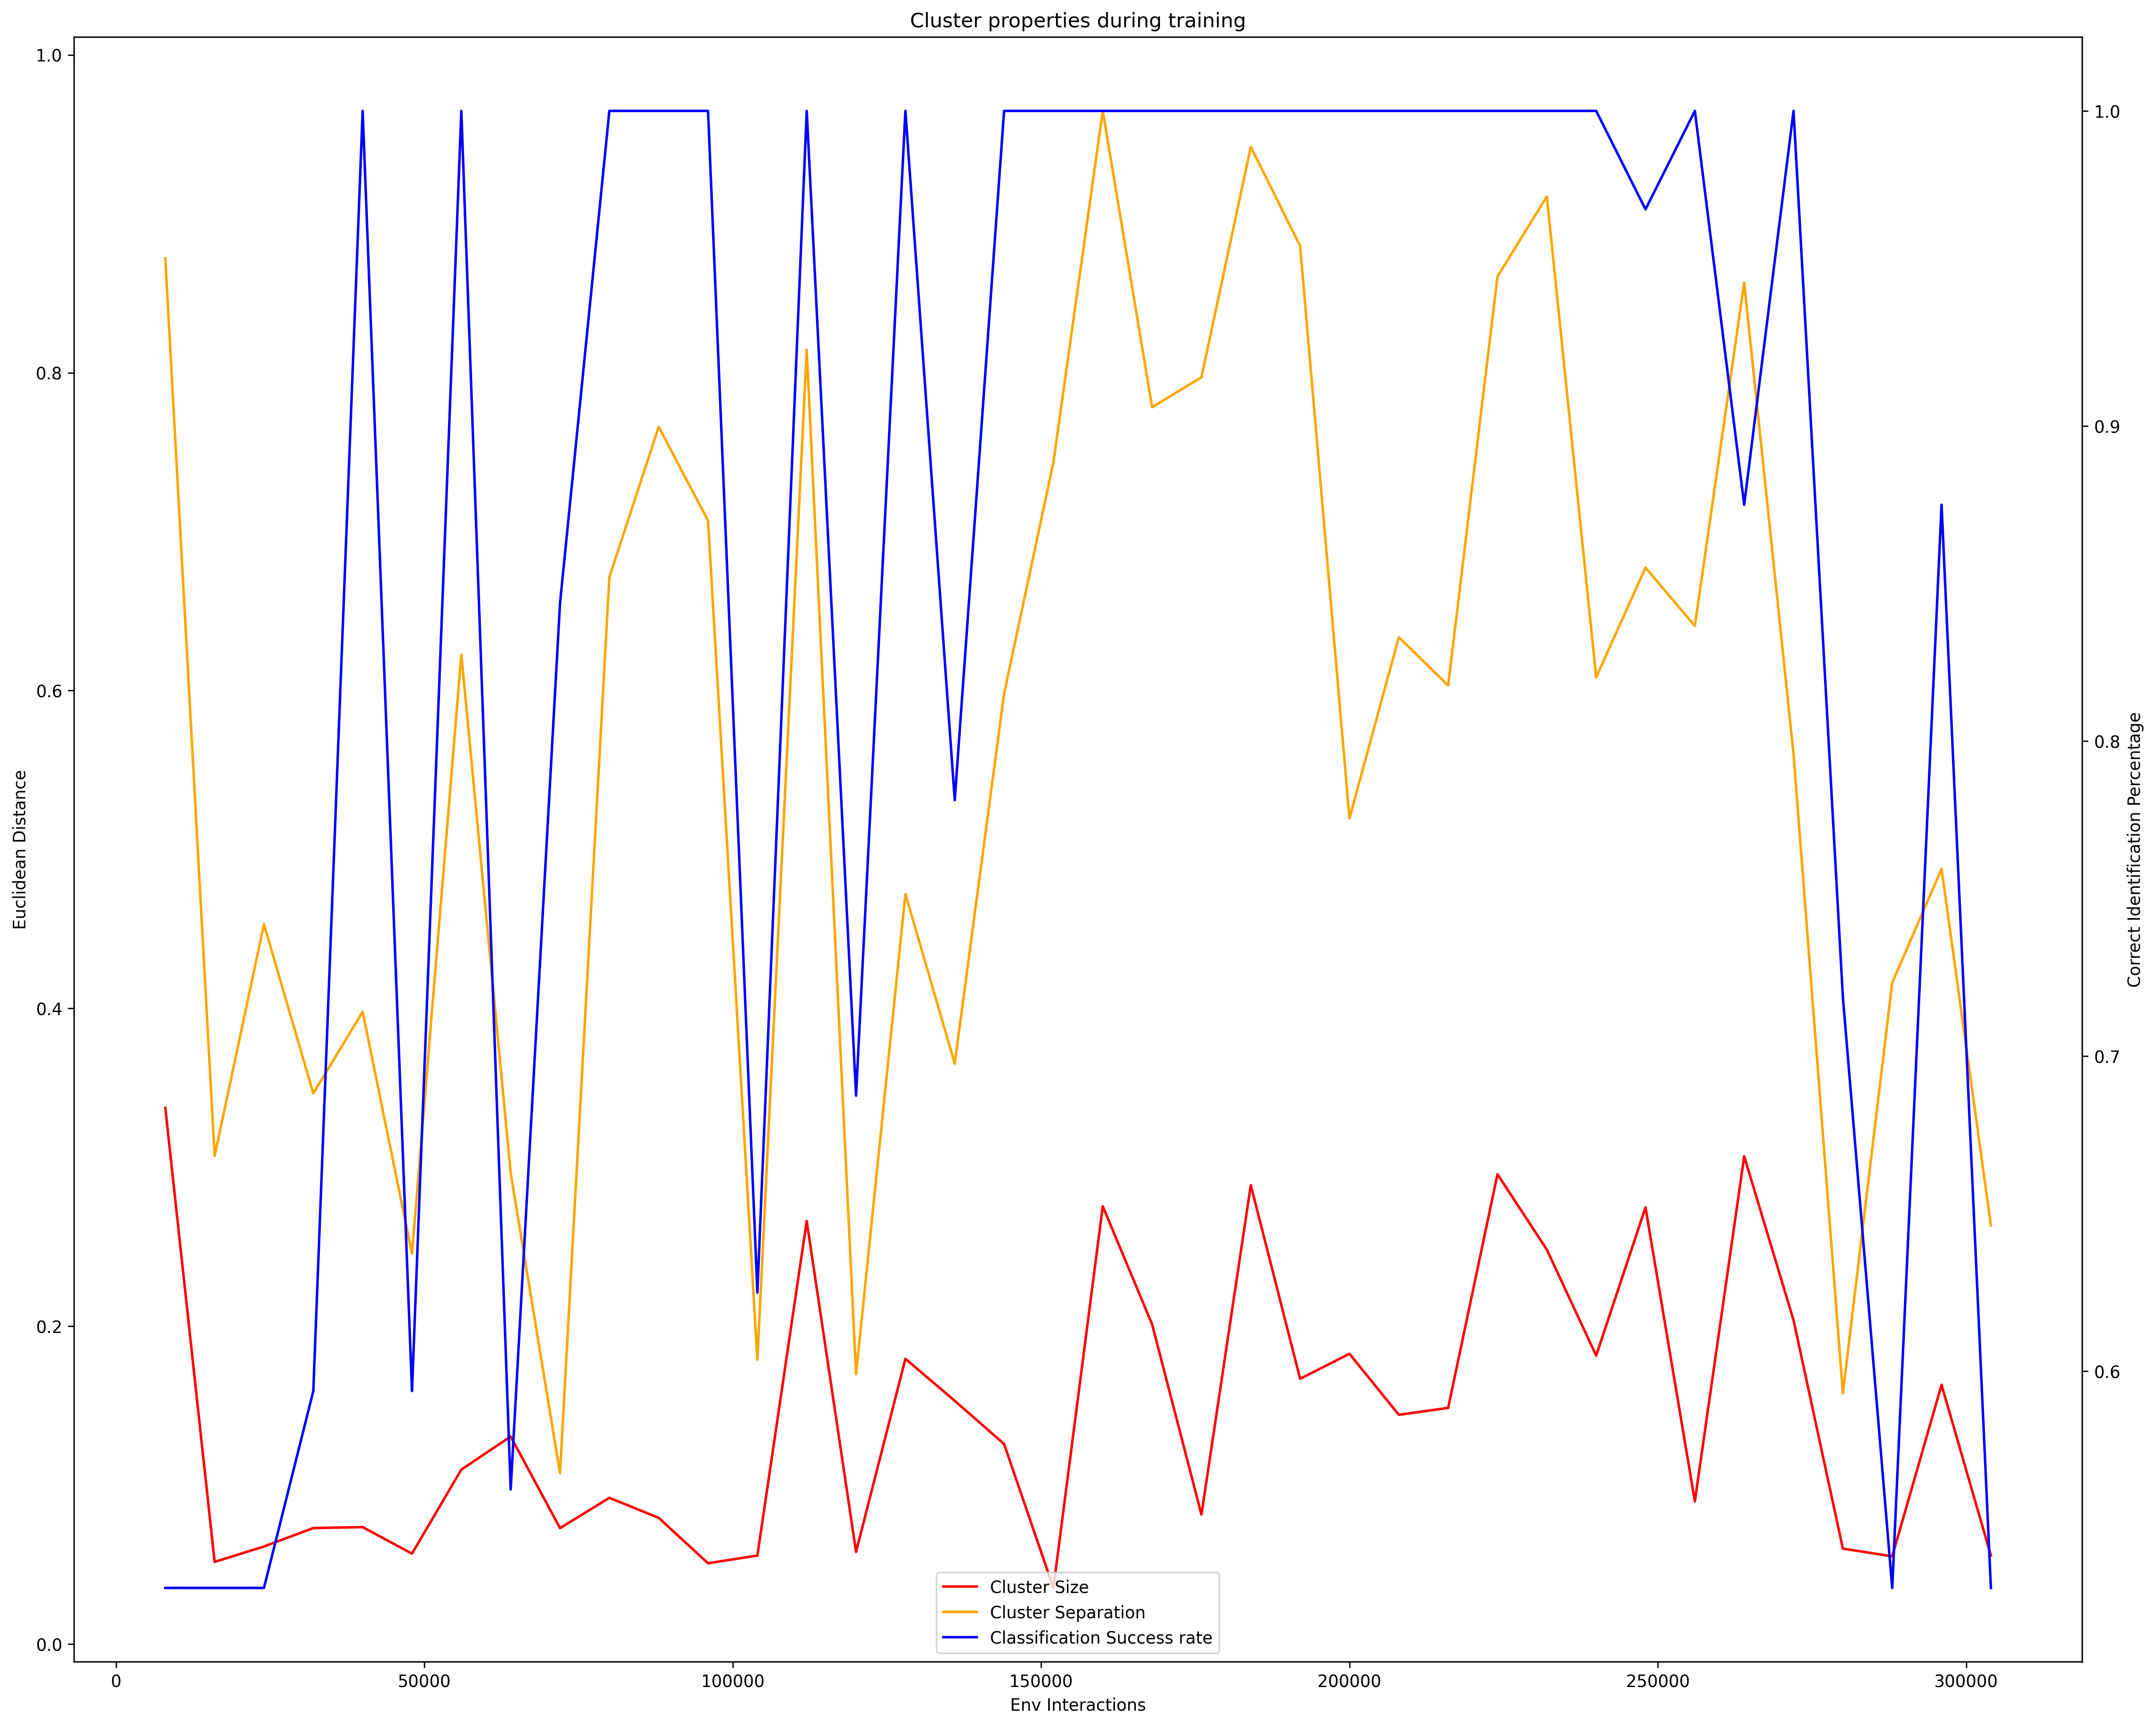 Cluster properties during training
1.0
0.8
0.6
0.4
0.2
0.0
Euclidean Distance
1.0
0.9
0.8
0.7
0.6
Correct Identification Percentage
Cluster Size
Cluster Separation
Classification Success rate
0 50000 100000 150000 200000 250000 300000
Env Interactions